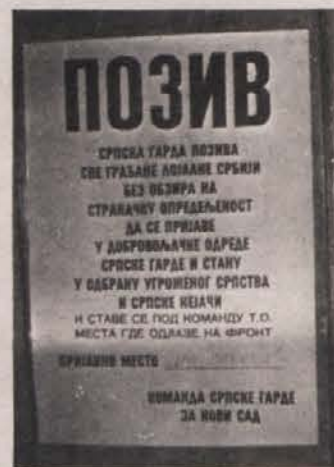 ПОЗИВ
СРПСКА ГАРДА ПОЗИВА
СВЕ ГРАЂАНЕ ЛОЈАЛНЕ СРБИЈИ
БЕЗ ОБЗИРА НА
СТРАНАЧКУ ОПРЕДЕЉЕНОСТ
ДА СЕ ПРИЈАВЕ
У ДОБРОВОЉАЧКЕ ОДРЕДЕ
СРПСКЕ ГАРДЕ И СТАНУ
У ОДБРАНУ УГРОЖЕНОГ СРПСТВА
И СРПСКЕ НЕЈАЧИ
И СТАВЕ СЕ ПОД КОМАНДУ Т.О.
МЕСТА ГДЕ ОДЛАЗЕ НА ФРОНТ
ПРИЈАВНО МЕСТО
КОМАНДА СРПСКЕ ГАРДЕ
ЗА НОВИ САД